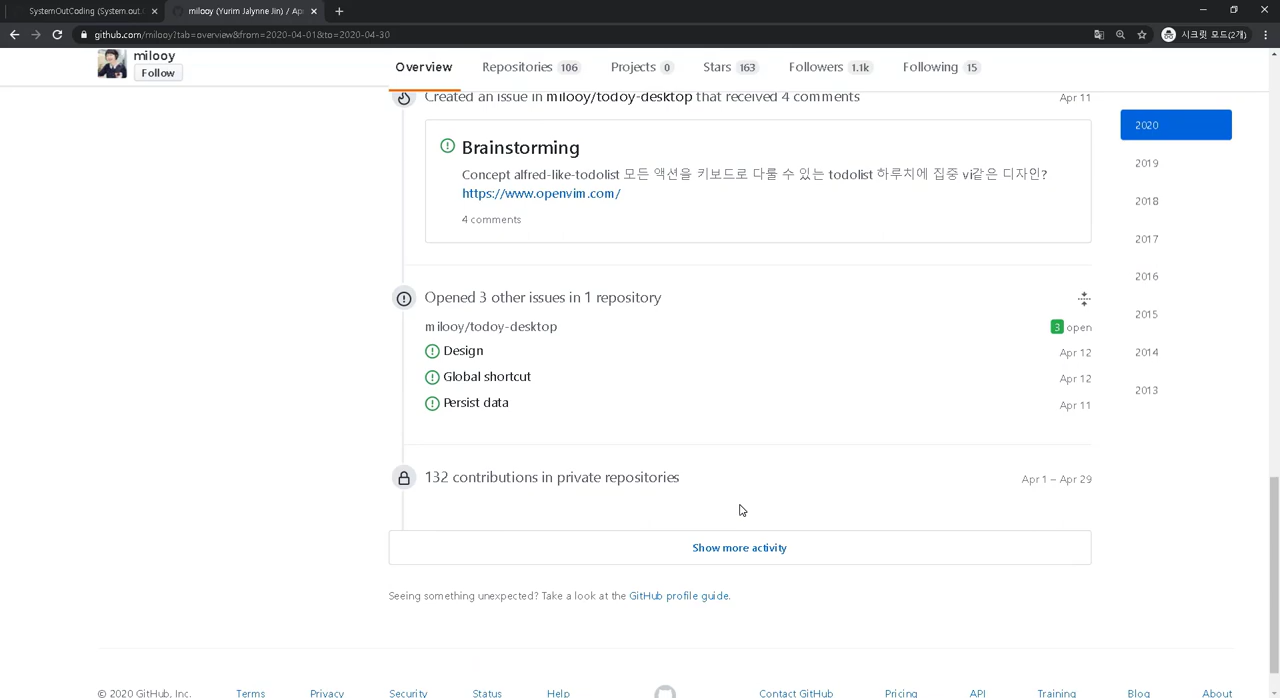 SystemOutCoding (System.out.
milooy (Yurim Jalynne Jin) / Ap
github.com/milooy?tab=overview&from=2020-04-01&to=2020-04-30
시크릿 모드(2개)
milooy
Follow
Overview
Repositories 106
Projects 0
Stars 163
Followers 1.1k
Following 15
Created an issue in milooy/todoy-desktop that received 4 comments
Apr 11
Brainstorming
Concept alfred-like-todolist 모든 액션을 키보드로 다룰 수 있는 todolist 하루치에 집중 vi같은 디자인?
https://www.openvim.com/
4 comments
Opened 3 other issues in 1 repository
milooy/todoy-desktop
3 open
Design
Apr 12
Global shortcut
Apr 12
Persist data
Apr 11
132 contributions in private repositories
Apr 1 – Apr 29
Show more activity
Seeing something unexpected? Take a look at the GitHub profile guide.
2020
2019
2018
2017
2016
2015
2014
2013
© 2020 GitHub, Inc.
Terms
Privacy
Security
Status
Help
Contact GitHub
Pricing
API
Training
Blog
About